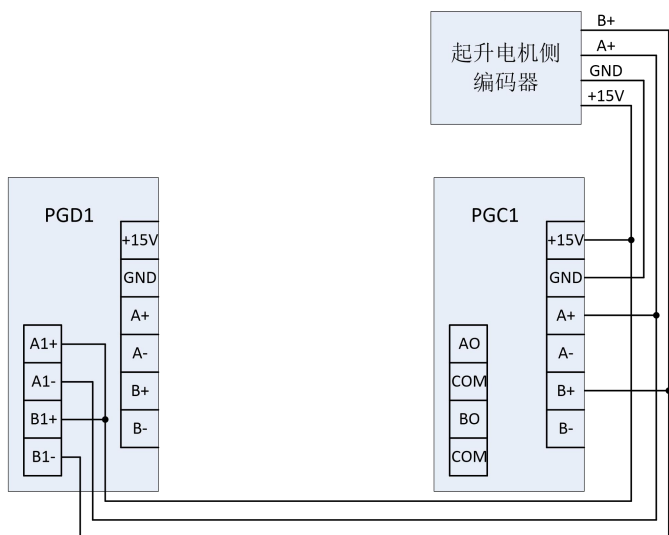 B+
起升电机侧
编码器
A+
GND
+15V
PGD1
+15V
GND
A+
A-
B+
B-
A1+
A1-
B1+
B1-
PGC1
+15V
GND
A+
A-
B+
B-
AO
COM
BO
COM